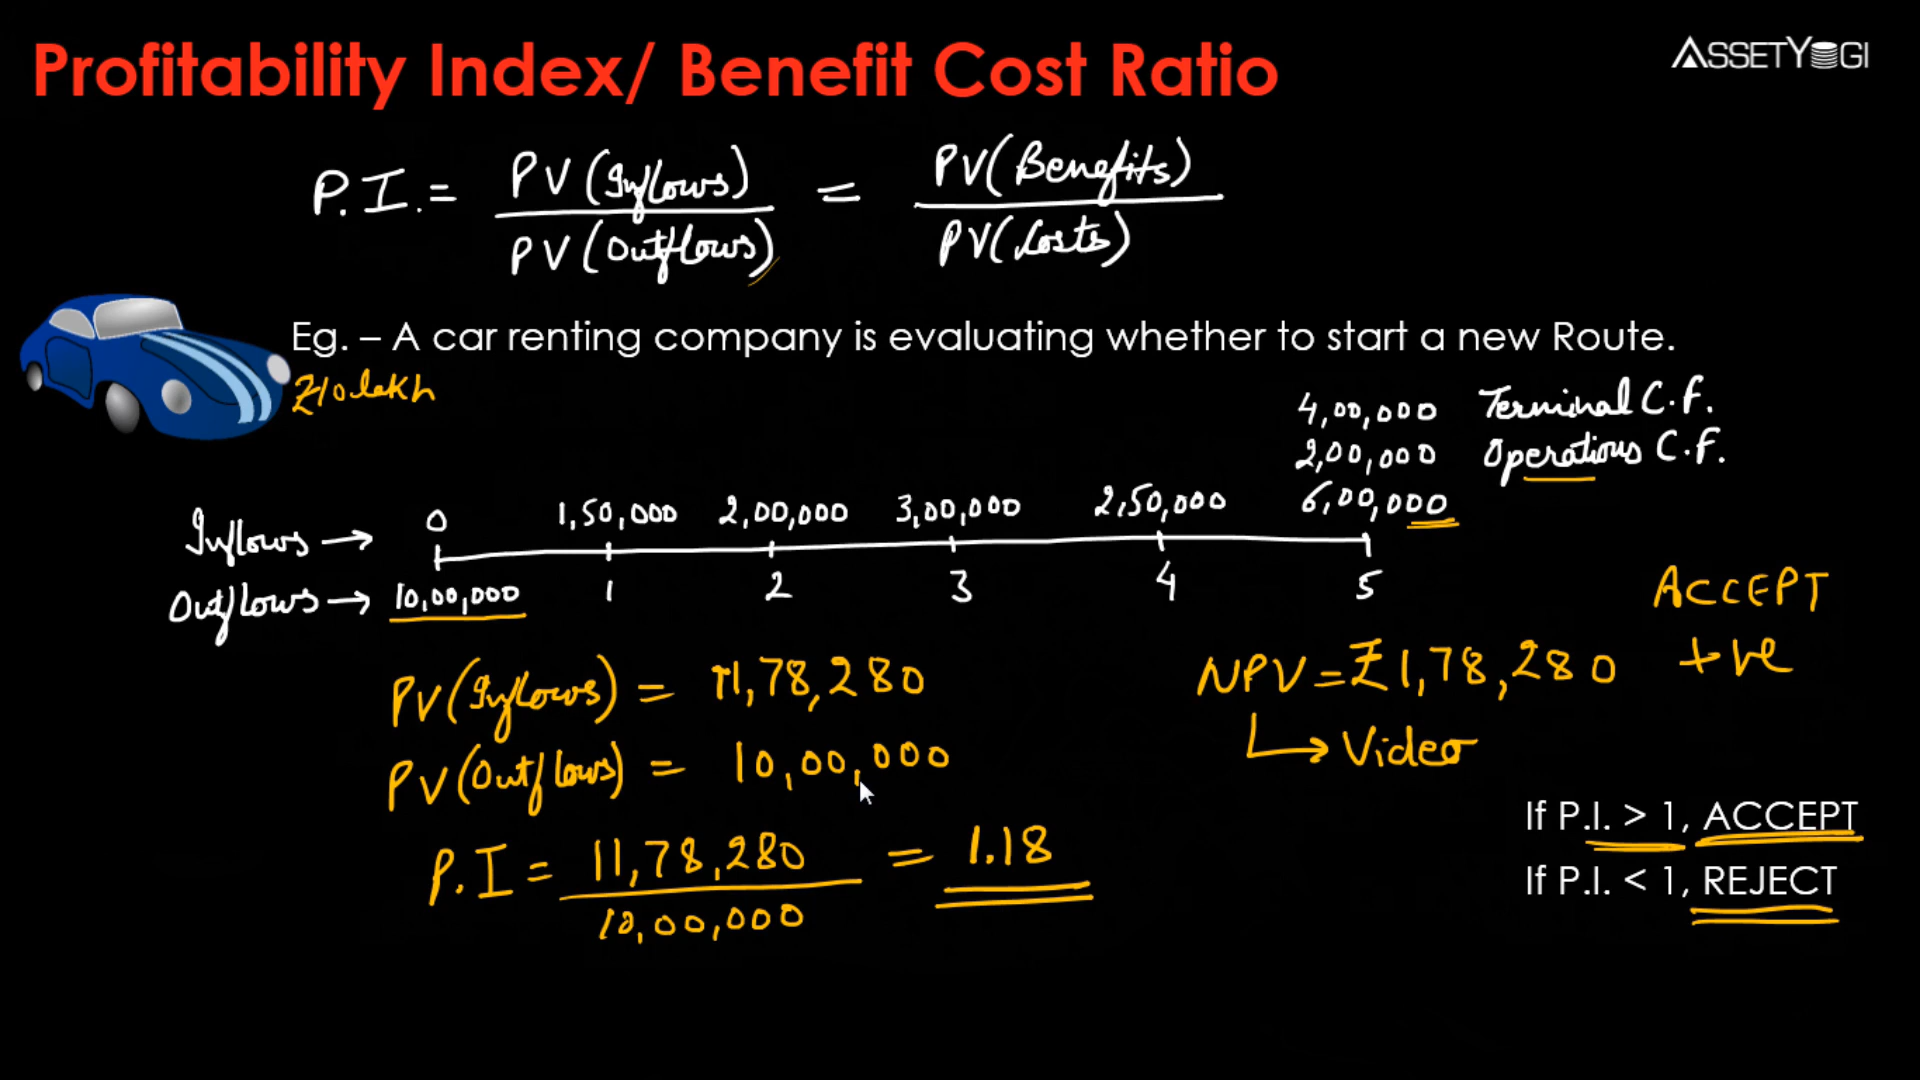 Profitability Index/ Benefit Cost Ratio
ASSETYOGI
P.I. = PV(Inflows) / PV(Outflows) = PV(Benefits) / PV(Costs)
Eg. – A car renting company is evaluating whether to start a new Route.
₹10 lakh
4,00,000 Terminal C.F.
2,00,000 Operations C.F.
Inflows → 0 1,50,000 2,00,000 3,00,000 2,50,000 6,00,000
Outflows → 10,00,000 1 2 3 4 5
ACCEPT
PV(Inflows) = 11,78,280
NPV = ₹1,78,280 +ve
PV(Outflows) = 10,00,000
↳ Video
P.I = 11,78,280 / 10,00,000 = 1.18
If P.I. > 1, ACCEPT
If P.I. < 1, REJECT